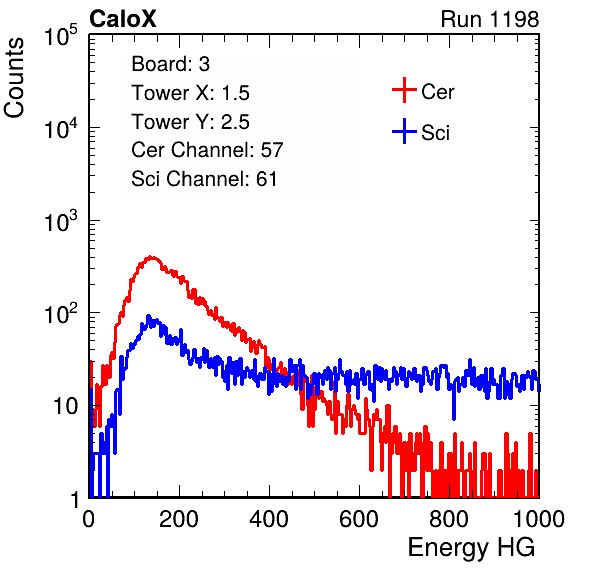 CaloX Run 1198
Board: 3
Tower X: 1.5
Tower Y: 2.5
Cer Channel: 57
Sci Channel: 61
Cer
Sci
Counts
10^5
10^4
10^3
10^2
10
1
0 200 400 600 800 1000
Energy HG